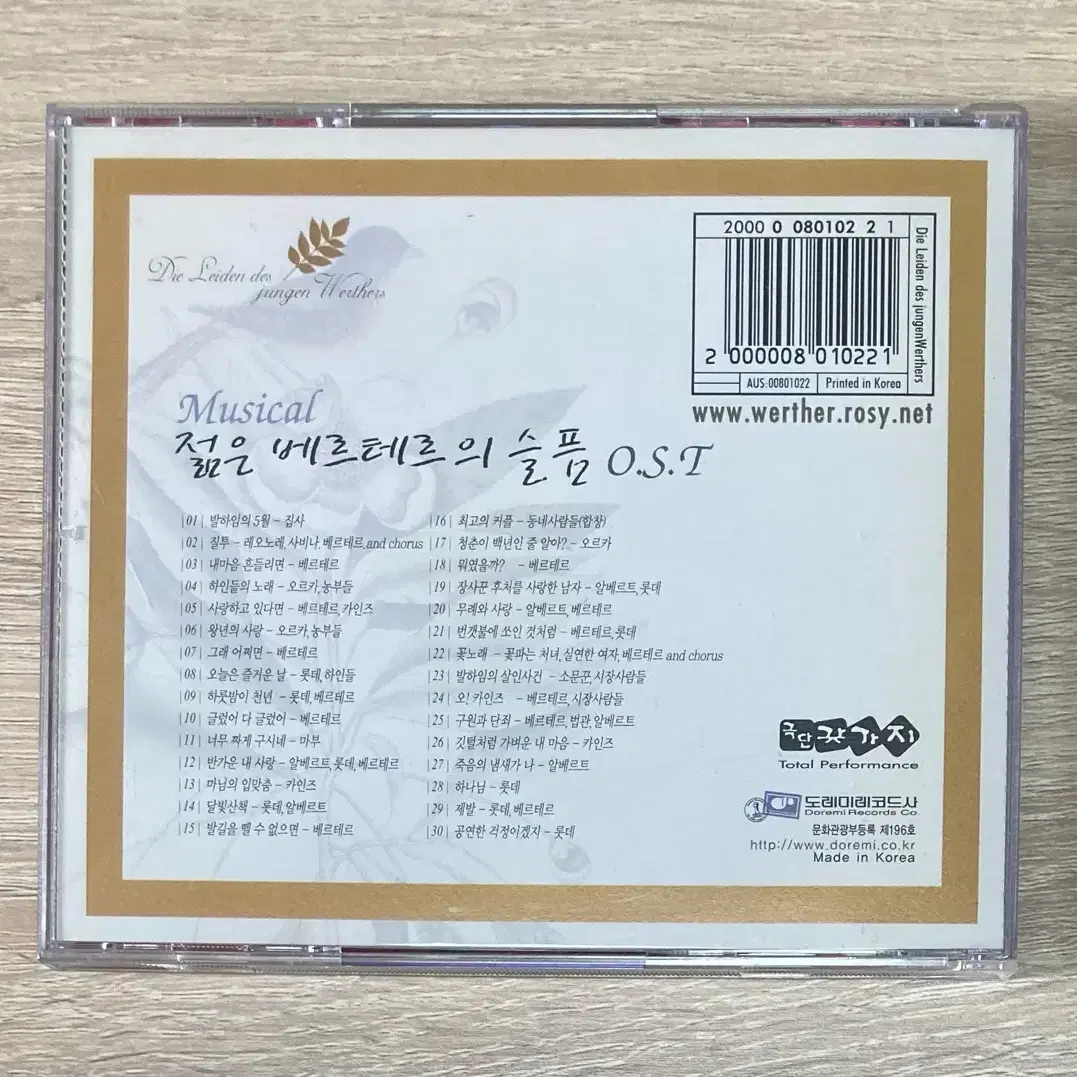 Die Leiden des
jungen Werthers
2000 0 080102 2 1
2 000008 010221
AUS:00801022 Printed in Korea
Die Leiden des jungenWerthers
www.werther.rosy.net
Musical
젊은 베르테르의 슬픔 O.S.T
|01| 발하임의 5월 - 집사
|02| 질투 - 레오노레, 사비나, 베르테르, and chorus
|03| 내마음 흔들리면 - 베르테르
|04| 하인들의 노래 - 오르카, 농부들
|05| 사랑하고 있다면 - 베르테르, 카인즈
|06| 왕년의 사랑 - 오르카, 농부들
|07| 그래 어쩌면 - 베르테르
|08| 오늘은 즐거운 날 - 롯데, 하인들
|09| 하룻밤이 천년 - 롯데, 베르테르
|10| 글렀어 다 글렀어 - 베르테르
|11| 너무 짜게 구시네 - 마부
|12| 반가운 내 사랑 - 알베르트, 롯데, 베르테르
|13| 마님의 입맞춤 - 카인즈
|14| 달빛산책 - 롯데, 알베르트
|15| 발길을 뗄 수 없으면 - 베르테르
|16| 최고의 커플 - 동네사람들(합창)
|17| 청춘이 백년인 줄 알아? - 오르카
|18| 뭐였을까? - 베르테르
|19| 장사꾼 후처를 사랑한 남자 - 알베르트, 롯데
|20| 무례와 사랑 - 알베르트, 베르테르
|21| 번갯불에 쏘인 것처럼 - 베르테르, 롯데
|22| 꽃노래 - 꽃파는 처녀, 실연한 여자, 베르테르 and chorus
|23| 발하임의 살인사건 - 소문꾼, 시장사람들
|24| 오! 카인즈 - 베르테르, 시장사람들
|25| 구원과 단죄 - 베르테르, 법관, 알베르트
|26| 깃털처럼 가벼운 내 마음 - 카인즈
|27| 죽음의 냄새가 나 - 알베르트
|28| 하나님 - 롯데
|29| 제발 - 롯데, 베르테르
|30| 공연한 걱정이겠지 - 롯데
극단 갓가지
Total Performance
도레미레코드사
Doremi Records Co.
문화관광부등록 제196호
http://www.doremi.co.kr
Made in Korea